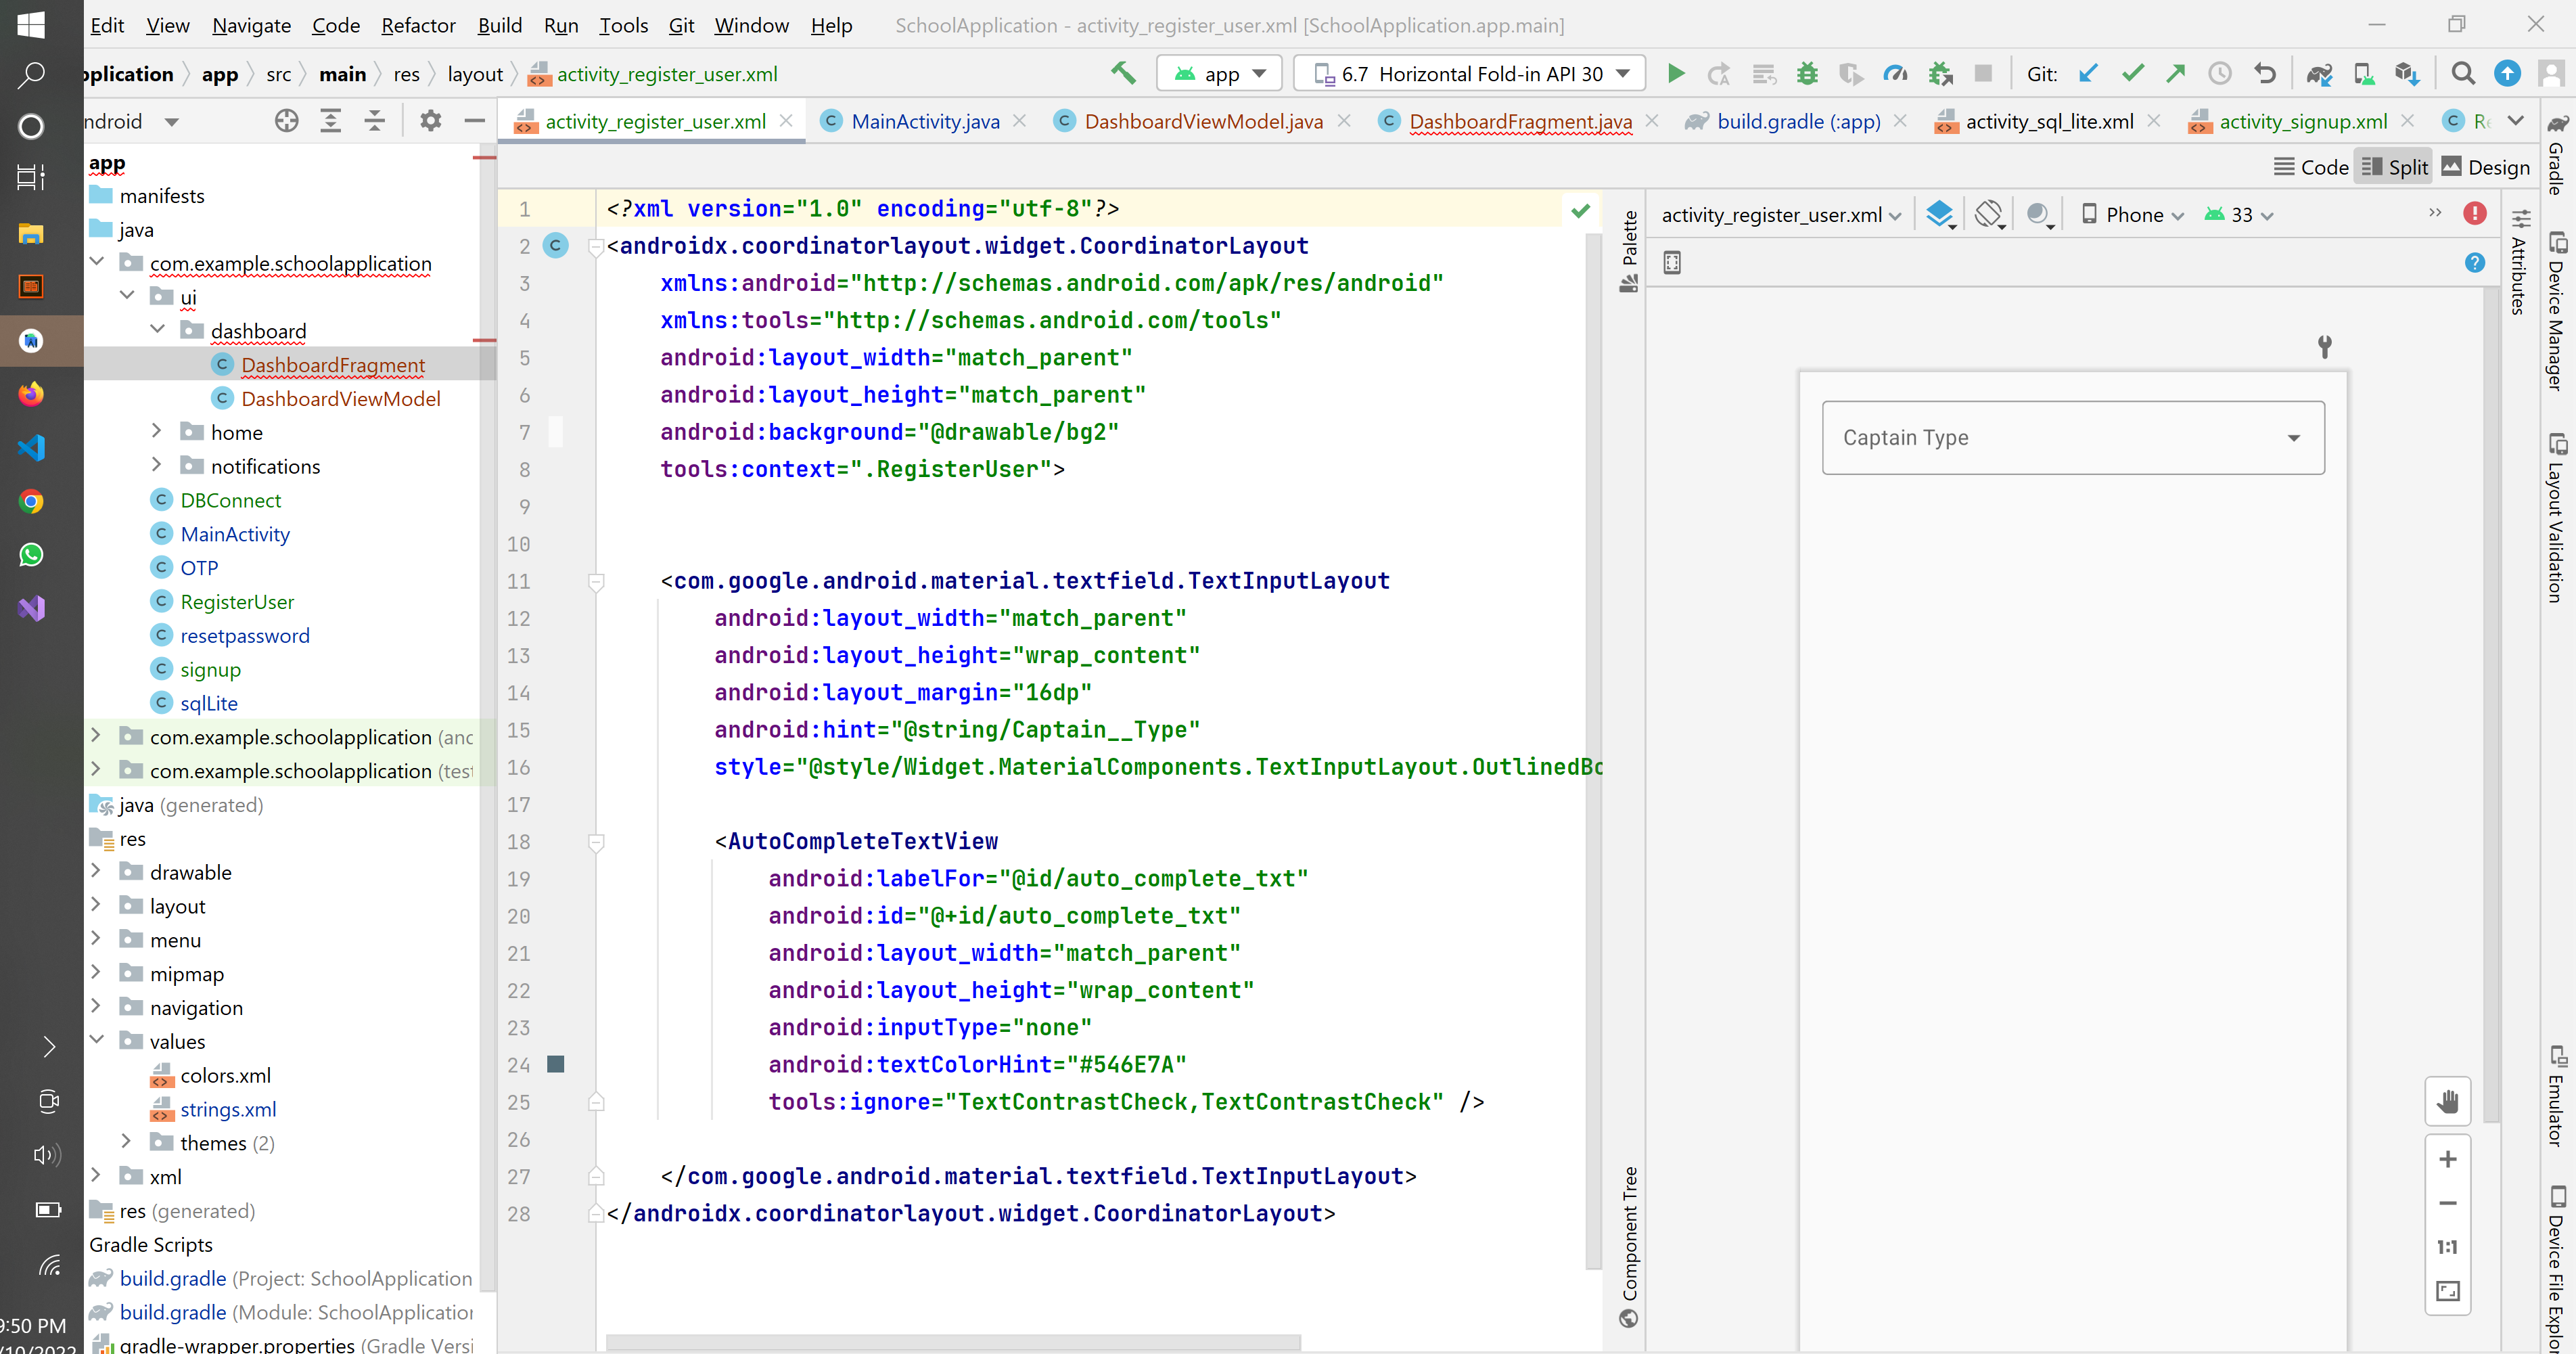 Edit View Navigate Code Refactor Build Run Tools Git Window Help SchoolApplication - activity_register_user.xml [SchoolApplication.app.main]
pplication app src main res layout activity_register_user.xml app 6.7 Horizontal Fold-in API 30 Git:
ndroid activity_register_user.xml MainActivity.java DashboardViewModel.java DashboardFragment.java build.gradle (:app) activity_sql_lite.xml activity_signup.xml Re
Code Split Design
app
manifests
java
com.example.schoolapplication
ui
dashboard
DashboardFragment
DashboardViewModel
home
notifications
DBConnect
MainActivity
OTP
RegisterUser
resetpassword
signup
sqlLite
com.example.schoolapplication (and
com.example.schoolapplication (test
java (generated)
res
drawable
layout
menu
mipmap
navigation
values
colors.xml
strings.xml
themes (2)
xml
res (generated)
Gradle Scripts
build.gradle (Project: SchoolApplication
build.gradle (Module: SchoolApplication
gradle-wrapper.properties (Gradle Versi
1 <?xml version="1.0" encoding="utf-8"?>
2 <androidx.coordinatorlayout.widget.CoordinatorLayout
3 xmlns:android="http://schemas.android.com/apk/res/android"
4 xmlns:tools="http://schemas.android.com/tools"
5 android:layout_width="match_parent"
6 android:layout_height="match_parent"
7 android:background="@drawable/bg2"
8 tools:context=".RegisterUser">
9
10
11 <com.google.android.material.textfield.TextInputLayout
12 android:layout_width="match_parent"
13 android:layout_height="wrap_content"
14 android:layout_margin="16dp"
15 android:hint="@string/Captain__Type"
16 style="@style/Widget.MaterialComponents.TextInputLayout.OutlinedBo
17
18 <AutoCompleteTextView
19 android:labelFor="@id/auto_complete_txt"
20 android:id="@+id/auto_complete_txt"
21 android:layout_width="match_parent"
22 android:layout_height="wrap_content"
23 android:inputType="none"
24 android:textColorHint="#546E7A"
25 tools:ignore="TextContrastCheck,TextContrastCheck" />
26
27 </com.google.android.material.textfield.TextInputLayout>
28 </androidx.coordinatorlayout.widget.CoordinatorLayout>
Palette
Component Tree
activity_register_user.xml Phone 33
Captain Type
1:1
Attributes
Gradle
Device Manager
Layout Validation
Emulator
Device File Explor
9:50 PM
/10/2022